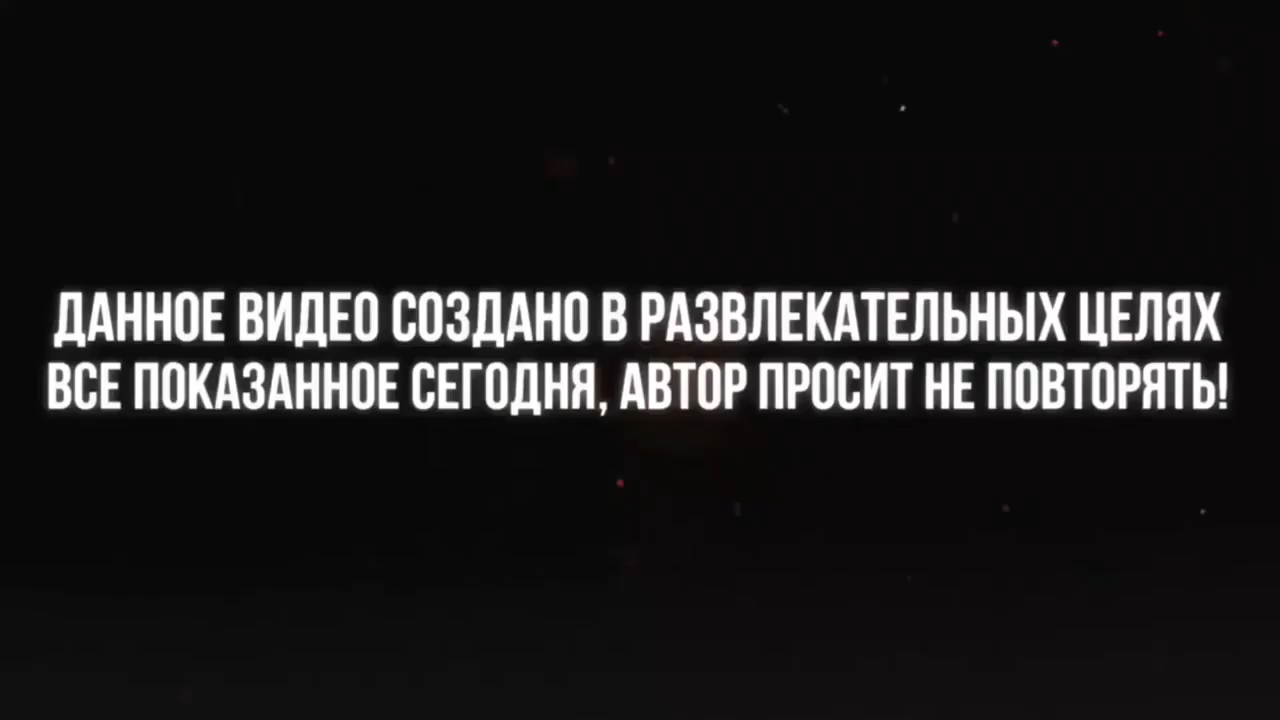 ДАННОЕ ВИДЕО СОЗДАНО В РАЗВЛЕКАТЕЛЬНЫХ ЦЕЛЯХ
ВСЕ ПОКАЗАННОЕ СЕГОДНЯ, АВТОР ПРОСИТ НЕ ПОВТОРЯТЬ!